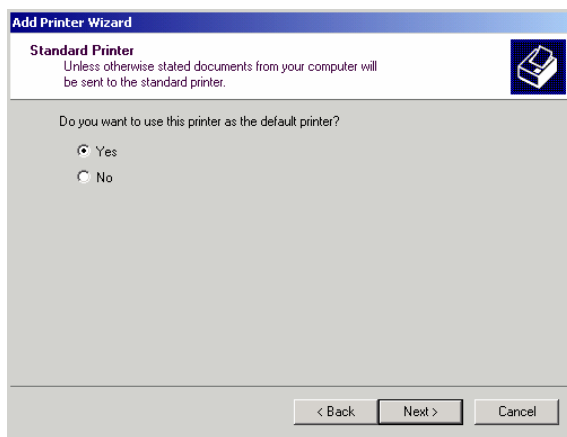 Add Printer Wizard
Standard Printer
Unless otherwise stated documents from your computer will
be sent to the standard printer.
Do you want to use this printer as the default printer?
Yes
No
< Back Next > Cancel